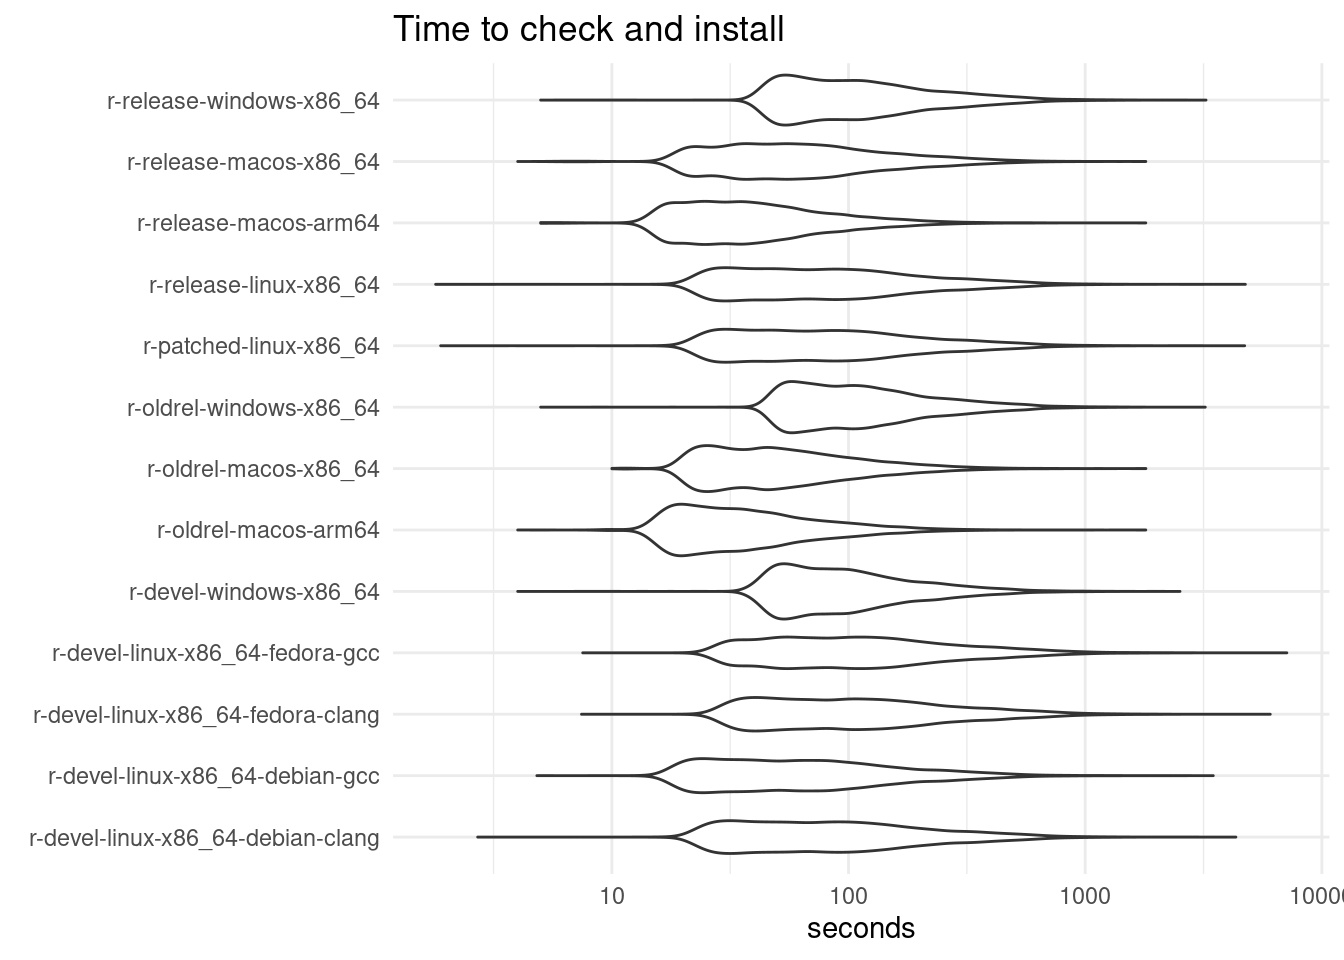 Time to check and install
r-release-windows-x86_64
r-release-macos-x86_64
r-release-macos-arm64
r-release-linux-x86_64
r-patched-linux-x86_64
r-oldrel-windows-x86_64
r-oldrel-macos-x86_64
r-oldrel-macos-arm64
r-devel-windows-x86_64
r-devel-linux-x86_64-fedora-gcc
r-devel-linux-x86_64-fedora-clang
r-devel-linux-x86_64-debian-gcc
r-devel-linux-x86_64-debian-clang
10 100 1000 10000
seconds